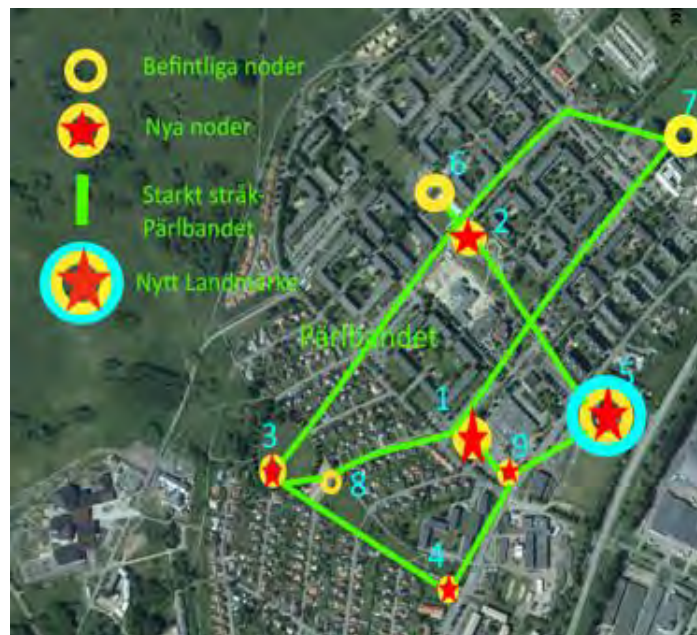 Befintliga noder
Nya noder
Starkt stråk-
Pärlbandet
Nytt Landmärke
7
6
2
Pärlbandet
5
1
3
9
8
4